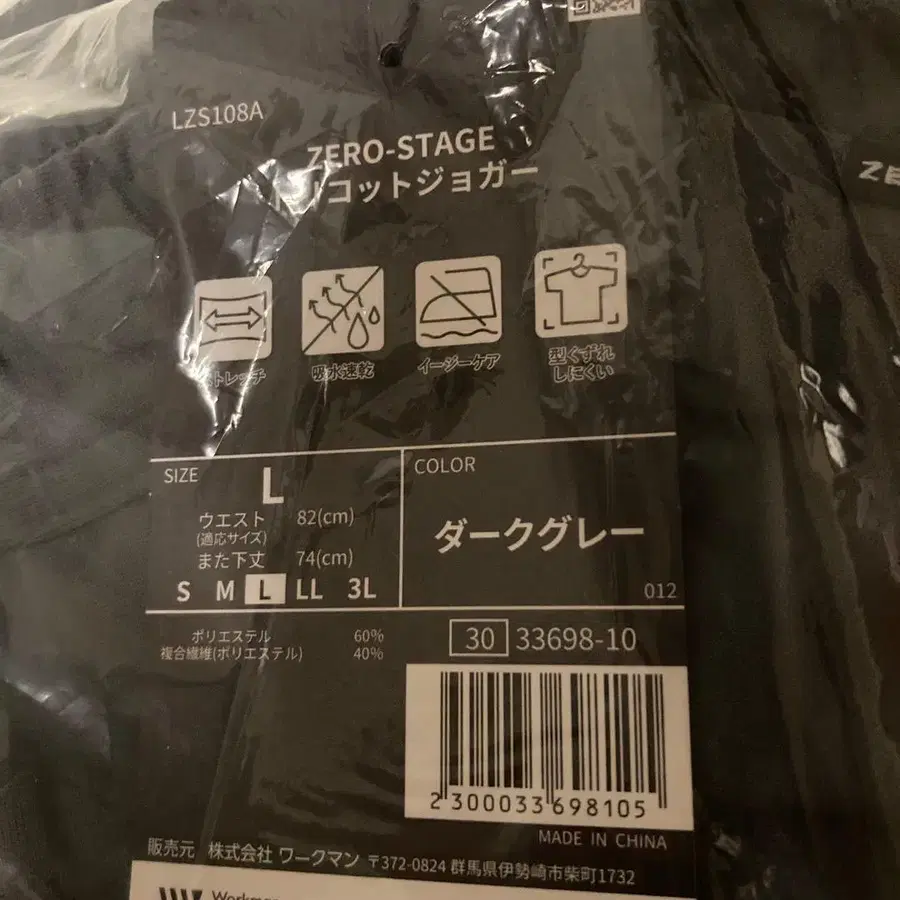 LZS108A
ZERO-STAGE
トリコットジョガー
ストレッチ
吸水速乾
イージーケア
型くずれ
しにくい
SIZE
L
ウエスト 82(cm)
(適応サイズ)
また下丈 74(cm)
S M L LL 3L
COLOR
ダークグレー
012
ポリエステル 60%
複合繊維(ポリエステル) 40%
30 33698-10
2300033698105
MADE IN CHINA
販売元 株式会社 ワークマン 〒372-0824 群馬県伊勢崎市柴町1732